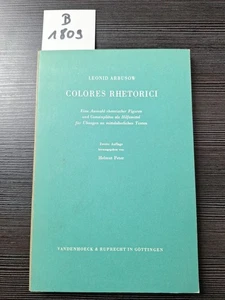 B
1809
LEONID ARBUSOW
COLORES RHETORICI
Eine Auswahl rhetorischer Figuren
und Gemeinplätze als Hilfsmittel
für Übungen an mittelalterlichen Texten
Zweite Auflage
herausgegeben von
Helmut Peter
VANDENHOECK & RUPRECHT IN GÖTTINGEN